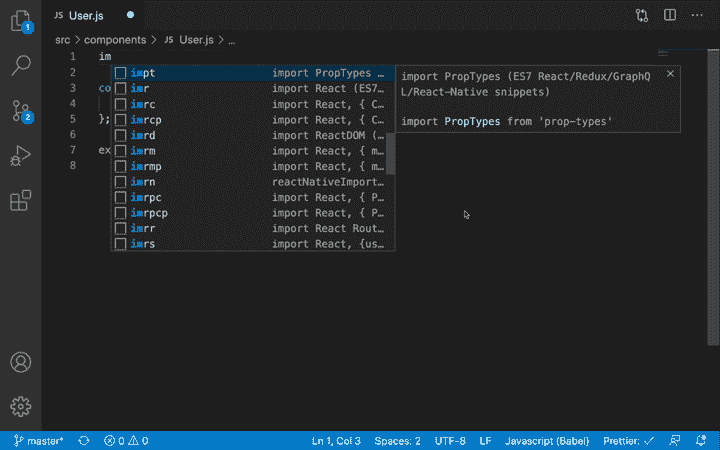 JS User.js
1
src > components > JS User.js > ...
1 im
2
3 co
5 };
6
7 ex
8
impt import PropTypes ...
imr import React (ES7...
imrc import React, { C...
imrcp import React, { C...
imrd import ReactDOM (...
imrm import React, { m...
imrmp import React, { m...
imrn reactNativeImport...
imrpc import React, { P...
imrpcp import React, { P...
imrr import React Rout...
imrs import React, {us...
import PropTypes (ES7 React/Redux/GraphQ
L/React-Native snippets)
import PropTypes from 'prop-types'
2
master* 0 0 Ln 1, Col 3 Spaces: 2 UTF-8 LF Javascript (Babel) Prettier: ✓